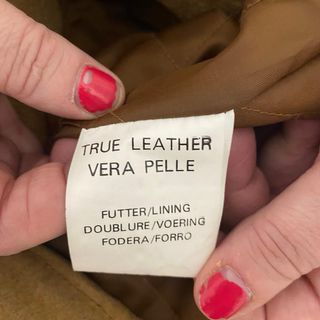 TRUE LEATHER
VERA PELLE
FUTTER/LINING
DOUBLURE/VOERING
FODERA/FORRO